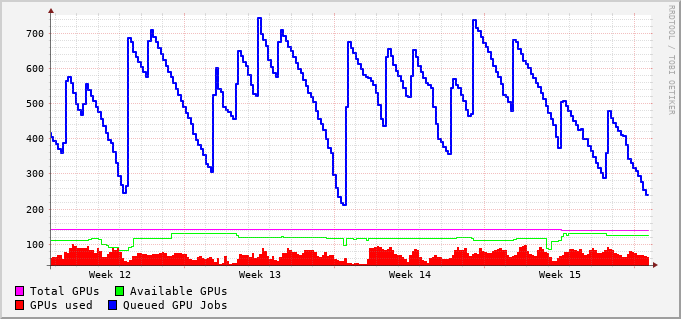 700
600
500
400
300
200
100
Week 12 Week 13 Week 14 Week 15
Total GPUs Available GPUs
GPUs used Queued GPU Jobs
RRDTOOL / TOBI OETIKER